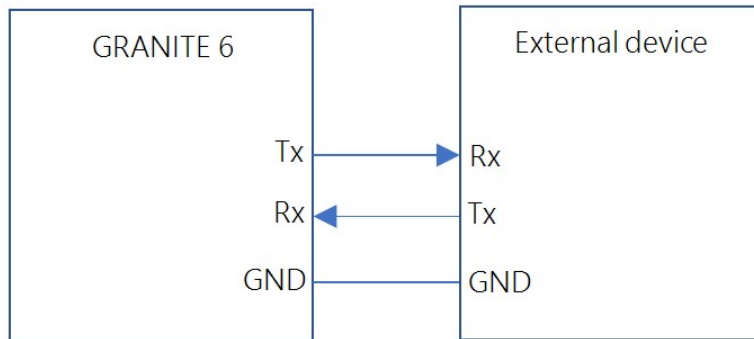 GRANITE 6
External device
Tx
Rx
Rx
Tx
GND
GND